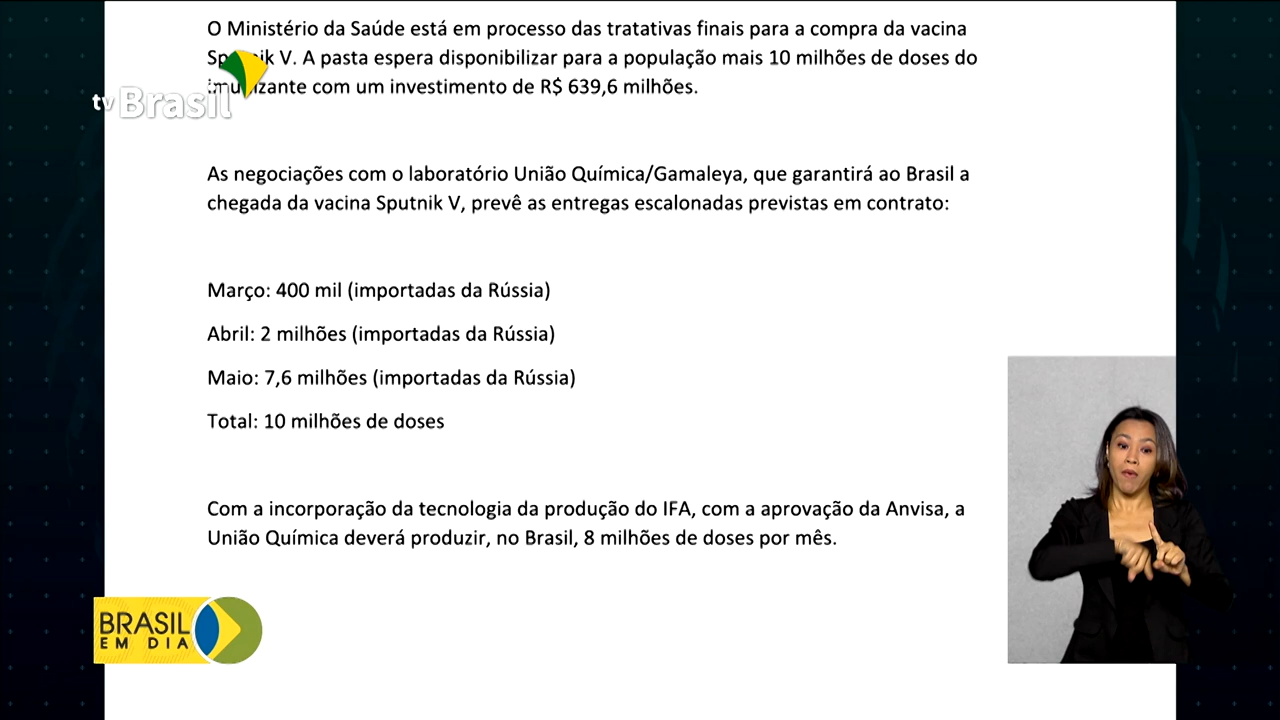 O Ministério da Saúde está em processo das tratativas finais para a compra da vacina
V. A pasta espera disponibilizar para a população mais 10 milhões de doses do
com um investimento de R$ 639,6 milhões.
tv Brasil
As negociações com o laboratório União Química/Gamaleya, que garantirá ao Brasil a
chegada da vacina Sputnik V, prevê as entregas escalonadas previstas em contrato:
Março: 400 mil (importadas da Rússia)
Abril: 2 milhões (importadas da Rússia)
Maio: 7,6 milhões (importadas da Rússia)
Total: 10 milhões de doses
Com a incorporação da tecnologia da produção do IFA, com a aprovação da Anvisa, a
União Química deverá produzir, no Brasil, 8 milhões de doses por mês.
BRASIL
EM DIA